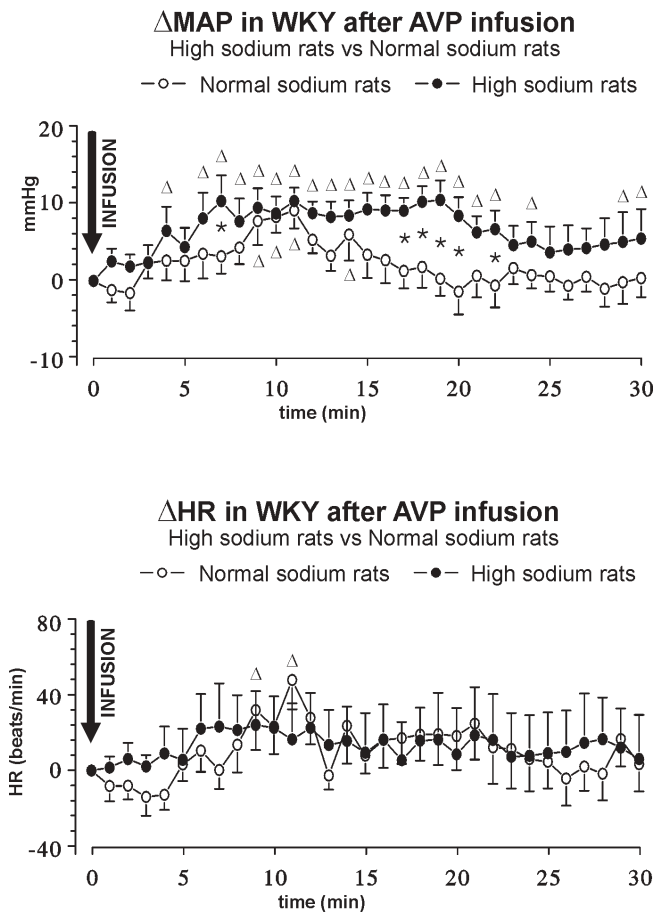 ΔMAP in WKY after AVP infusion
High sodium rats vs Normal sodium rats
Normal sodium rats High sodium rats
20
10
0
-10
mmHg
INFUSION
Δ Δ Δ Δ Δ Δ Δ Δ Δ Δ Δ Δ Δ Δ Δ Δ Δ Δ Δ Δ
* * * * * *
Δ Δ Δ Δ
0 5 10 15 20 25 30
time (min)
ΔHR in WKY after AVP infusion
High sodium rats vs Normal sodium rats
Normal sodium rats High sodium rats
80
40
0
-40
HR (beats/min)
INFUSION
Δ Δ
0 5 10 15 20 25 30
time (min)